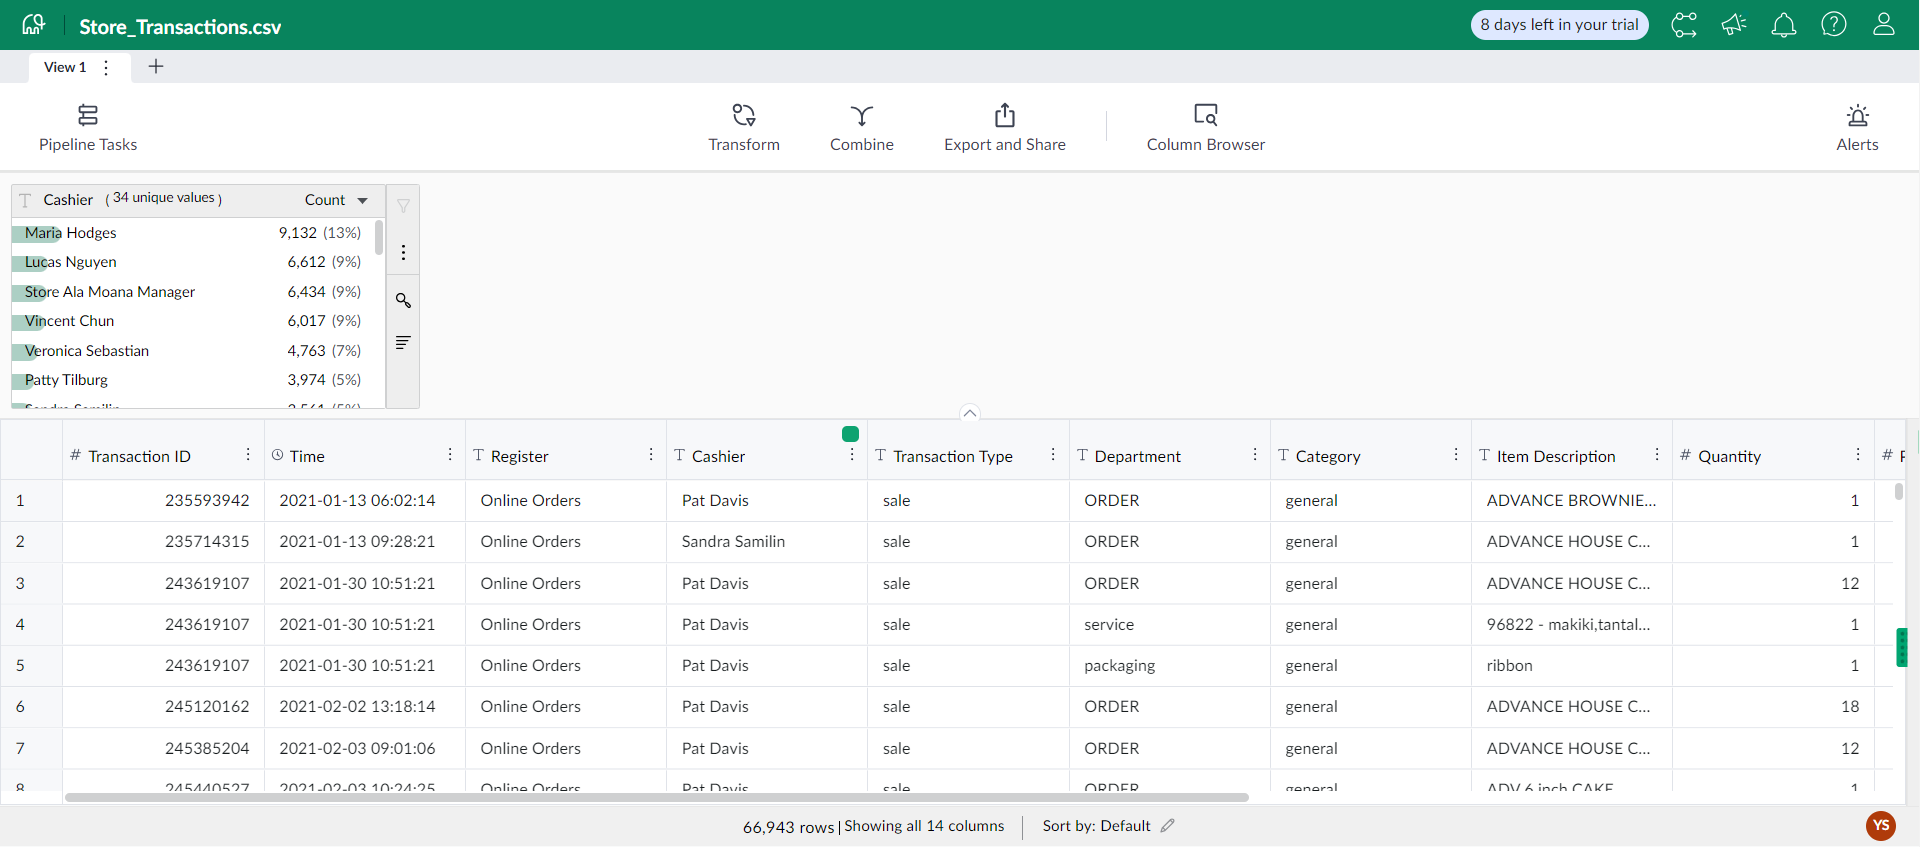 Store_Transactions.csv
8 days left in your trial
View 1
Pipeline Tasks
Transform
Combine
Export and Share
Column Browser
Alerts
Cashier ( 34 unique values ) Count
Maria Hodges 9,132 (13%)
Lucas Nguyen 6,612 (9%)
Store Ala Moana Manager 6,434 (9%)
Vincent Chun 6,017 (9%)
Veronica Sebastian 4,763 (7%)
Patty Tilburg 3,974 (5%)
Sandra Samilin 3,561 (5%)
# Transaction ID Time T Register T Cashier T Transaction Type T Department T Category T Item Description # Quantity #
1 235593942 2021-01-13 06:02:14 Online Orders Pat Davis sale ORDER general ADVANCE BROWNIE... 1
2 235714315 2021-01-13 09:28:21 Online Orders Sandra Samilin sale ORDER general ADVANCE HOUSE C... 1
3 243619107 2021-01-30 10:51:21 Online Orders Pat Davis sale ORDER general ADVANCE HOUSE C... 12
4 243619107 2021-01-30 10:51:21 Online Orders Pat Davis sale service general 96822 - makiki,tantal... 1
5 243619107 2021-01-30 10:51:21 Online Orders Pat Davis sale packaging general ribbon 1
6 245120162 2021-02-02 13:18:14 Online Orders Pat Davis sale ORDER general ADVANCE HOUSE C... 18
7 245385204 2021-02-03 09:01:06 Online Orders Pat Davis sale ORDER general ADVANCE HOUSE C... 12
8 245440527 2021-02-03 10:24:25 Online Orders Pat Davis sale ORDER general ADV 6 inch CAKE 1
66,943 rows | Showing all 14 columns Sort by: Default
YS